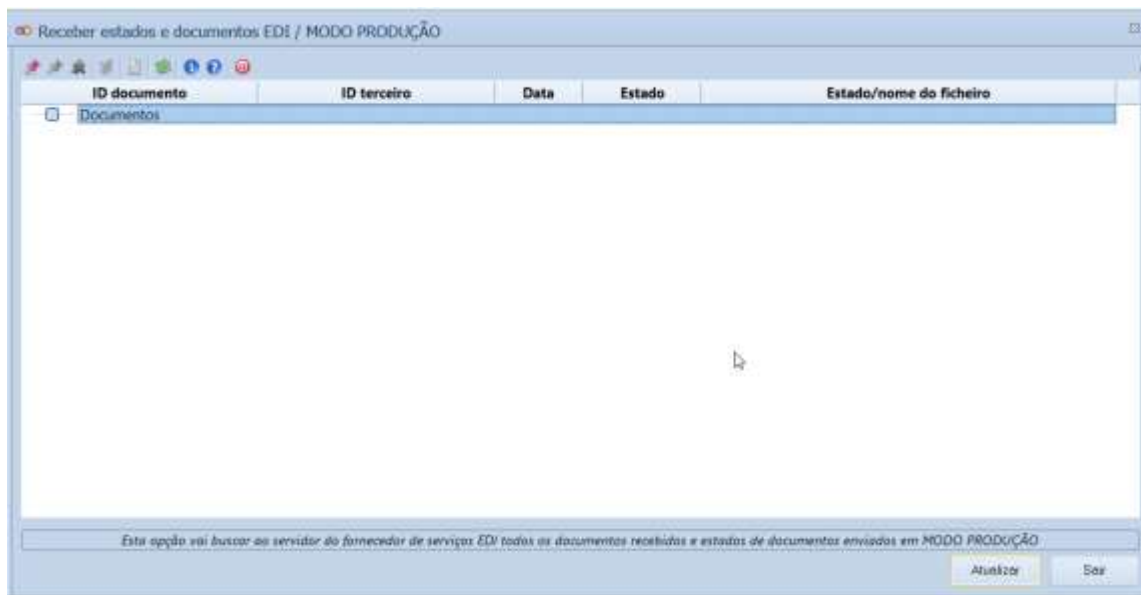 Receber estados e documentos EDI / MODO PRODUÇÃO
ID documento ID terceiro Data Estado Estado/nome do ficheiro
Documentos
Esta opção vai buscar ao servidor do fornecedor de serviços EDI todos os documentos recebidos e estados de documentos enviados em MODO PRODUÇÃO
Atualizar Sair